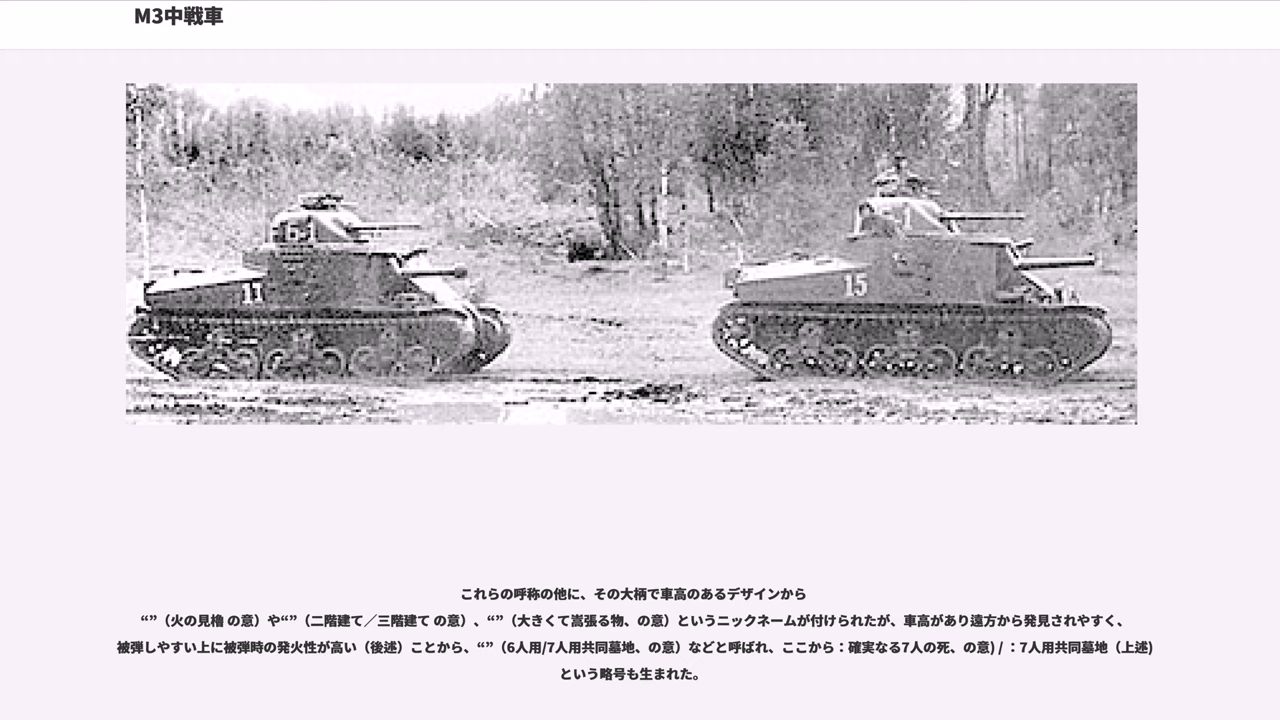 M3中戦車
11
15
これらの呼称の他に、その大柄で車高のあるデザインから
“”（火の見櫓 の意）や“”（二階建て／三階建て の意）、“”（大きくて嵩張る物、の意）というニックネームが付けられたが、車高があり遠方から発見されやすく、
被弾しやすい上に被弾時の発火性が高い（後述）ことから、“”（6人用/7人用共同墓地、の意）などと呼ばれ、ここから：確実なる7人の死、の意) / ：7人用共同墓地（上述)
という略号も生まれた。